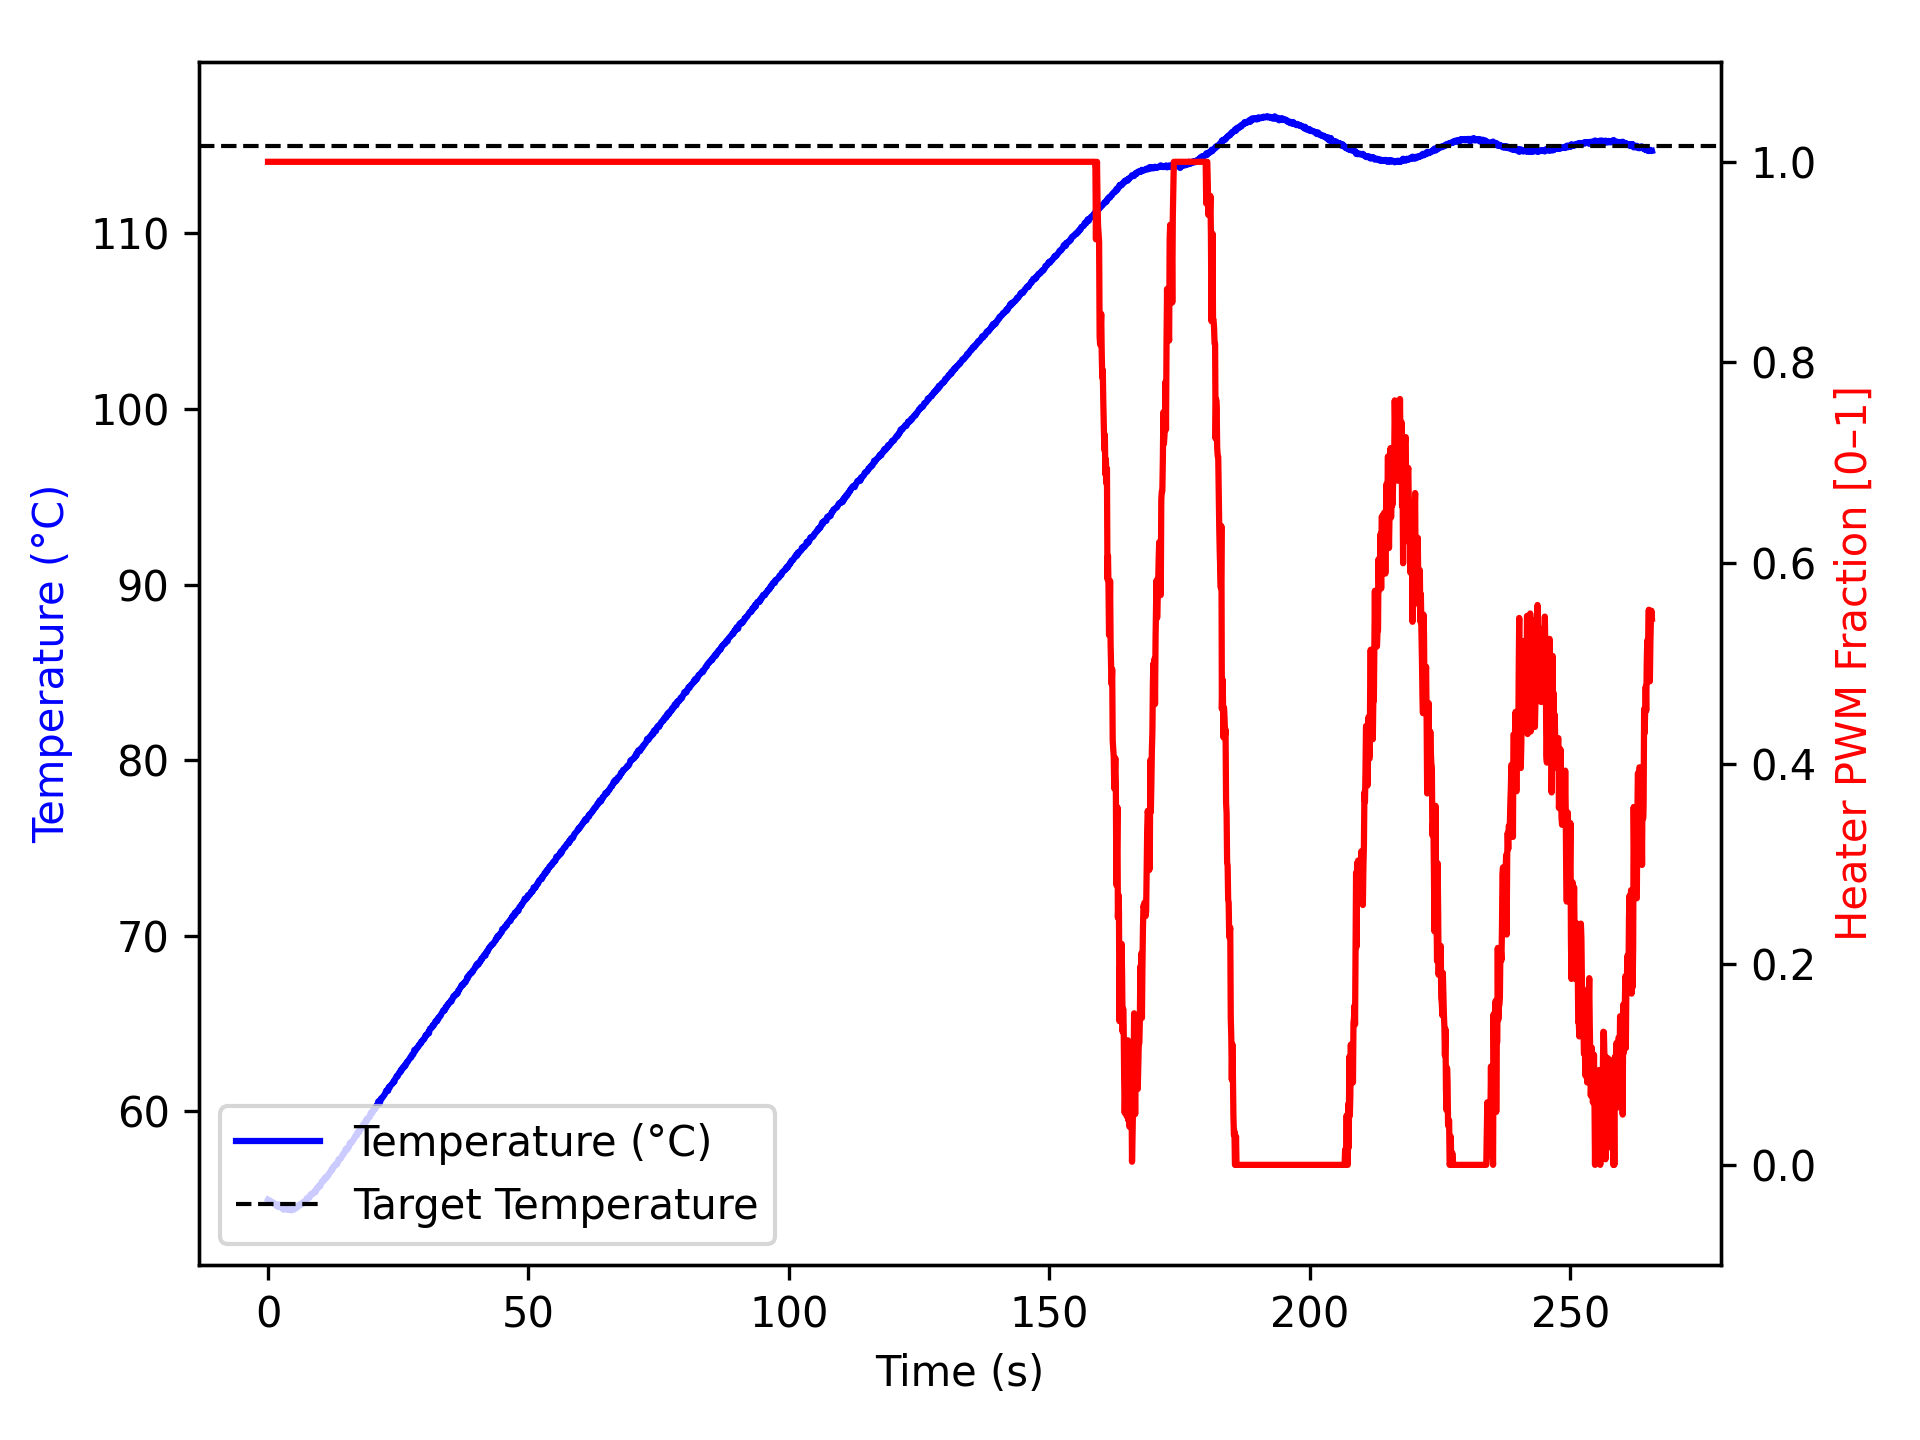 110
100
90
80
70
60
Temperature (°C)
1.0
0.8
0.6
0.4
0.2
0.0
Heater PWM Fraction [0–1]
Temperature (°C)
Target Temperature
0 50 100 150 200 250
Time (s)